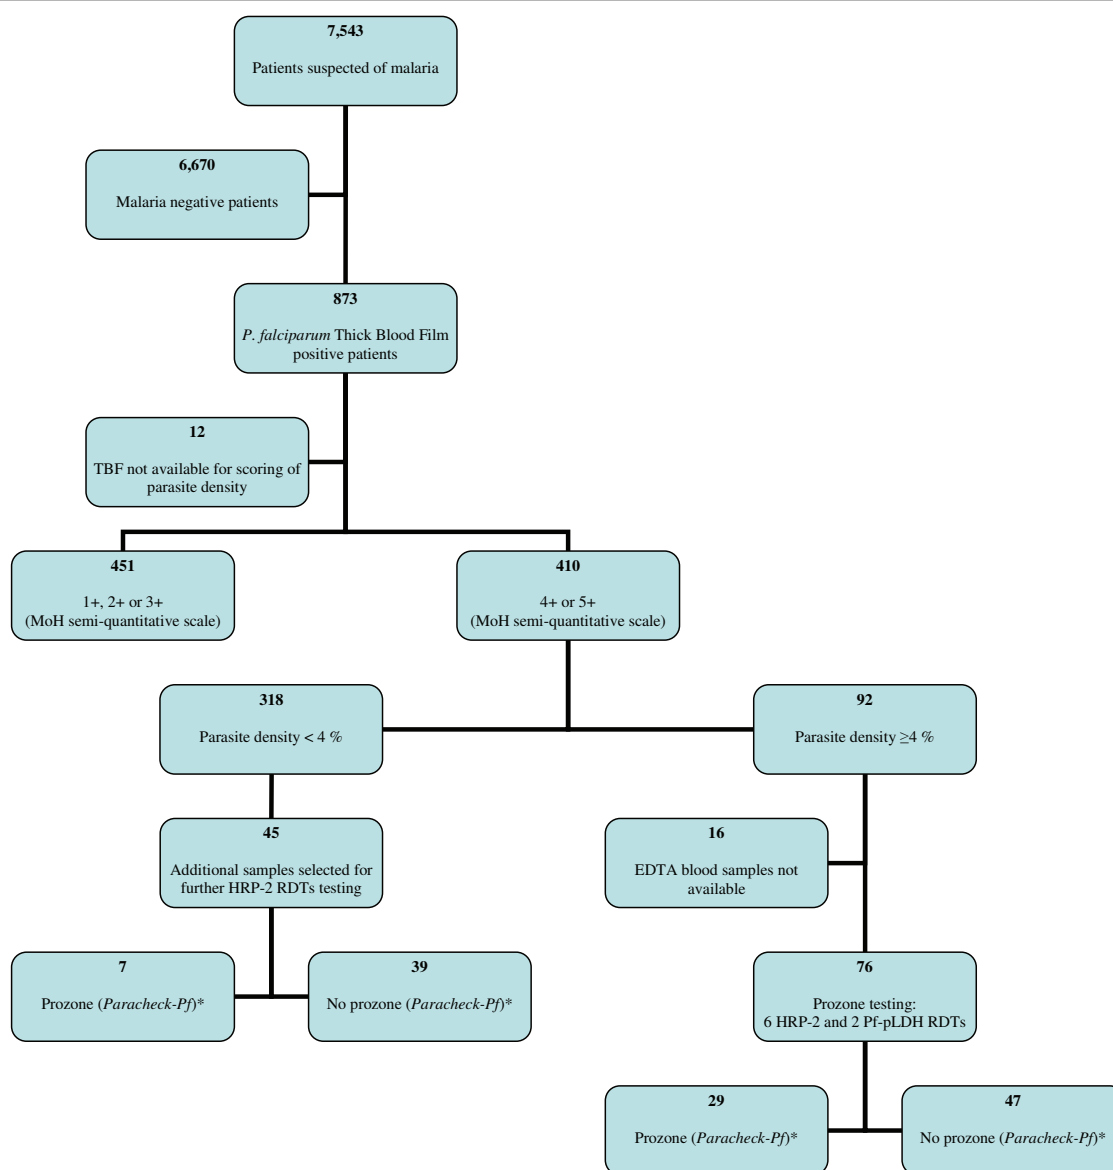 7,543
Patients suspected of malaria
6,670
Malaria negative patients
873
P. falciparum Thick Blood Film
positive patients
12
TBF not available for scoring of
parasite density
451
1+, 2+ or 3+
(MoH semi-quantitative scale)
410
4+ or 5+
(MoH semi-quantitative scale)
318
Parasite density < 4 %
92
Parasite density ≥4 %
45
Additional samples selected for
further HRP-2 RDTs testing
16
EDTA blood samples not
available
7
Prozone (Paracheck-Pf)*
39
No prozone (Paracheck-Pf)*
76
Prozone testing:
6 HRP-2 and 2 Pf-pLDH RDTs
29
Prozone (Paracheck-Pf)*
47
No prozone (Paracheck-Pf)*